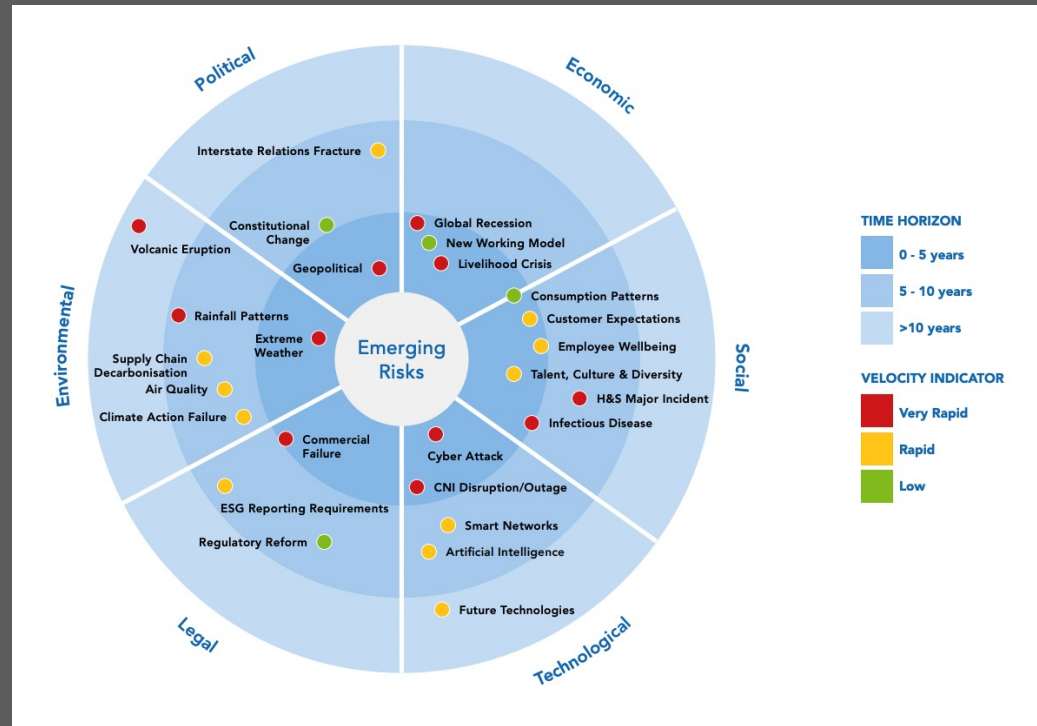 Political
Economic
Interstate Relations Fracture
Constitutional
Change
Global Recession
New Working Model
Livelihood Crisis
Geopolitical
Volcanic Eruption
Environmental
Rainfall Patterns
Extreme
Weather
Supply Chain
Decarbonisation
Air Quality
Climate Action Failure
Emerging
Risks
Consumption Patterns
Customer Expectations
Employee Wellbeing
Talent, Culture & Diversity
H&S Major Incident
Infectious Disease
Social
Commercial
Failure
ESG Reporting Requirements
Regulatory Reform
Legal
Cyber Attack
CNI Disruption/Outage
Smart Networks
Artificial Intelligence
Future Technologies
Technological
TIME HORIZON
0 - 5 years
5 - 10 years
>10 years
VELOCITY INDICATOR
Very Rapid
Rapid
Low